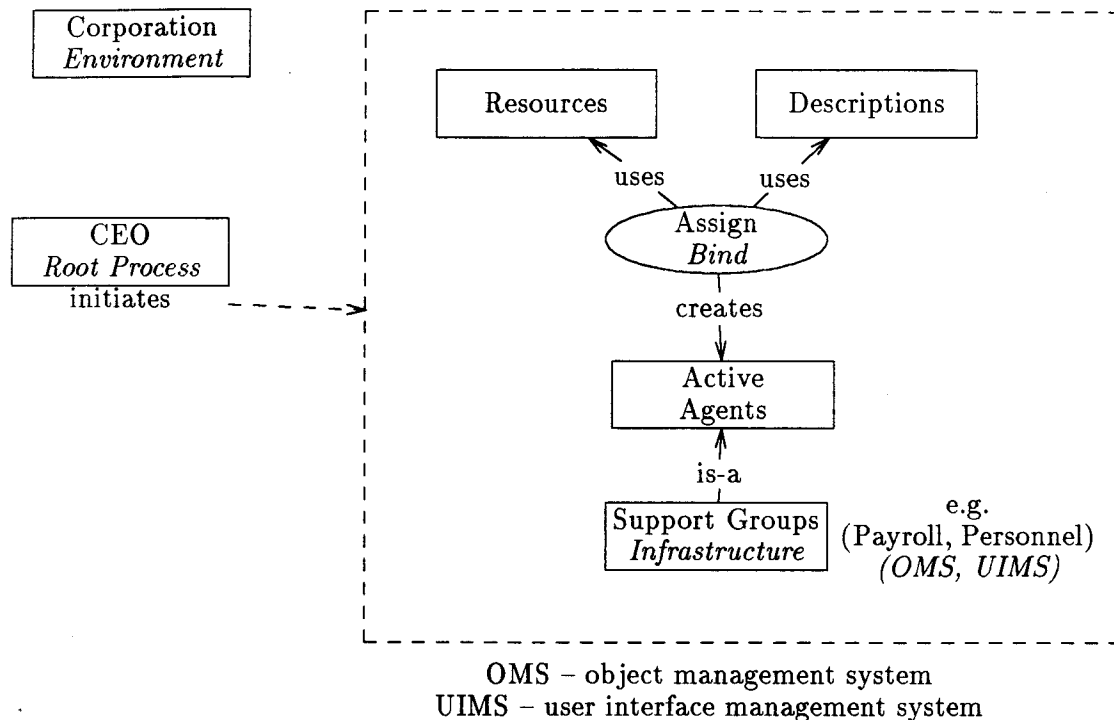 Corporation
Environment
Resources
Descriptions
uses
uses
Assign
Bind
CEO
Root Process
initiates
creates
Active
Agents
is-a
Support Groups
Infrastructure
e.g.
(Payroll, Personnel)
(OMS, UIMS)
OMS – object management system
UIMS – user interface management system